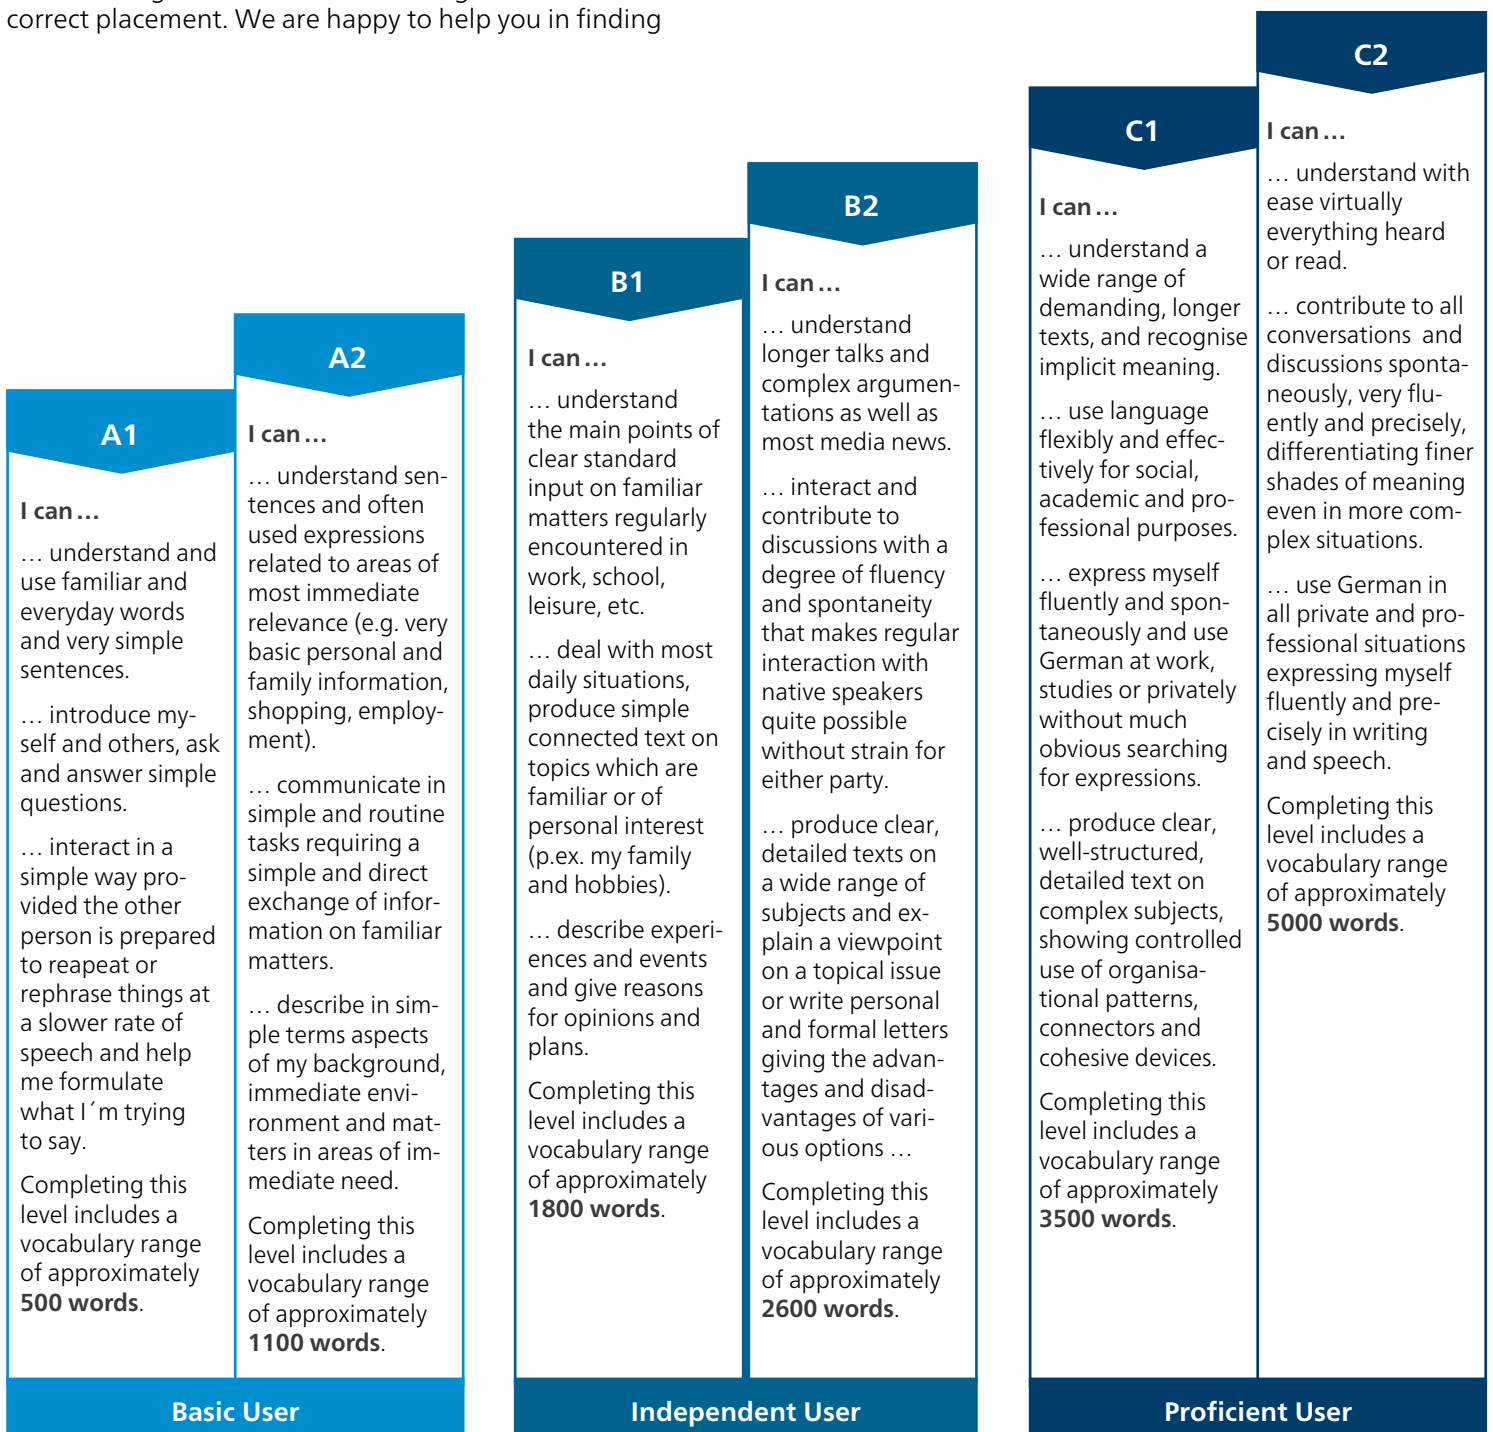 correct placement. We are happy to help you in finding
A1
I can…
… understand and
use familiar and
everyday words
and very simple
sentences.
… introduce my-
self and others, ask
and answer simple
questions.
… interact in a
simple way pro-
vided the other
person is prepared
to reapeat or
rephrase things at
a slower rate of
speech and help
me formulate
what I´m trying
to say.
Completing this
level includes a
vocabulary range
of approximately
500 words.
A2
I can…
… understand sen-
tences and often
used expressions
related to areas of
most immediate
relevance (e.g. very
basic personal and
family information,
shopping, employ-
ment).
… communicate in
simple and routine
tasks requiring a
simple and direct
exchange of infor-
mation on familiar
matters.
… describe in sim-
ple terms aspects
of my background,
immediate envi-
ronment and mat-
ters in areas of im-
mediate need.
Completing this
level includes a
vocabulary range
of approximately
1100 words.
Basic User
B1
I can…
… understand
the main points of
clear standard
input on familiar
matters regularly
encountered in
work, school,
leisure, etc.
… deal with most
daily situations,
produce simple
connected text on
topics which are
familiar or of
personal interest
(p.ex. my family
and hobbies).
… describe experi-
ences and events
and give reasons
for opinions and
plans.
Completing this
level includes a
vocabulary range
of approximately
1800 words.
B2
I can…
… understand
longer talks and
complex argumen-
tations as well as
most media news.
… interact and
contribute to
discussions with a
degree of fluency
and spontaneity
that makes regular
interaction with
native speakers
quite possible
without strain for
either party.
… produce clear,
detailed texts on
a wide range of
subjects and ex-
plain a viewpoint
on a topical issue
or write personal
and formal letters
giving the advan-
tages and disad-
vantages of vari-
ous options …
Completing this
level includes a
vocabulary range
of approximately
2600 words.
Independent User
C1
I can…
… understand a
wide range of
demanding, longer
texts, and recognise
implicit meaning.
… use language
flexibly and effec-
tively for social,
academic and pro-
fessional purposes.
… express myself
fluently and spon-
taneously and use
German at work,
studies or privately
without much
obvious searching
for expressions.
… produce clear,
well-structured,
detailed text on
complex subjects,
showing controlled
use of organisa-
tional patterns,
connectors and
cohesive devices.
Completing this
level includes a
vocabulary range
of approximately
3500 words.
C2
I can…
… understand with
ease virtually
everything heard
or read.
… contribute to all
conversations and
discussions sponta-
neously, very flu-
ently and precisely,
differentiating finer
shades of meaning
even in more com-
plex situations.
… use German in
all private and pro-
fessional situations
expressing myself
fluently and pre-
cisely in writing
and speech.
Completing this
level includes a
vocabulary range
of approximately
5000 words.
Proficient User